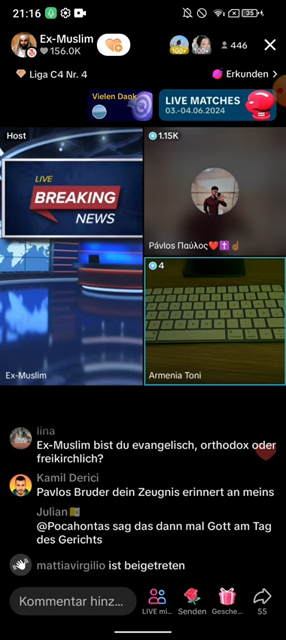 21:16
35
Ex-Muslim
156.0K
100+
100+
446
Liga C4 Nr. 4
Erkunden >
Vielen Dank
LIVE MATCHES
03.-04.06.2024
Host
1.15K
LIVE
BREAKING
NEWS
Pávlos Παύλος❤️✝️☝🏽
4
Ex-Muslim
Armenia Toni
lina
Ex-Muslim bist du evangelisch, orthodox oder
freikirchlich?
Kamil Derici
Pavlos Bruder dein Zeugnis erinnert an meins
Julian
@Pocahontas sag das dann mal Gott am Tag
des Gerichts
mattiavirgilio ist beigetreten
Kommentar hinz...
LIVE mi...
Senden
Gesche...
55